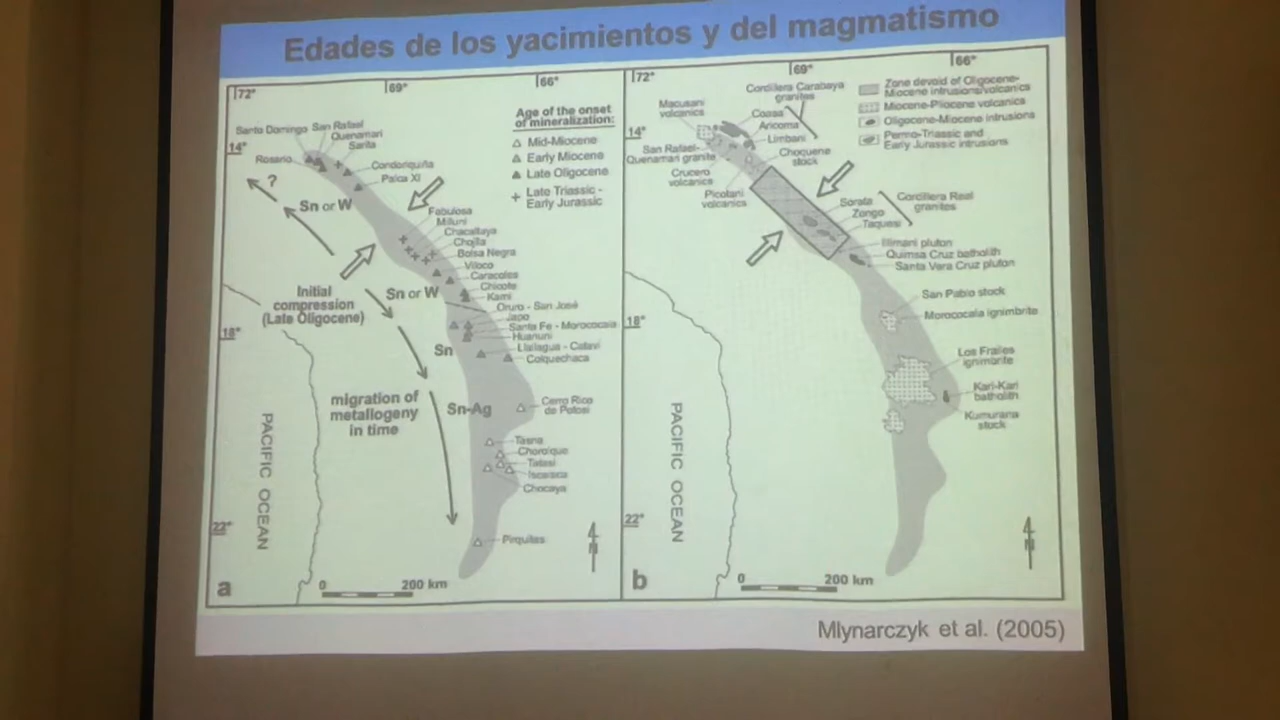 Edades de los yacimientos y del magmatismo
72°
69°
66°
Age of the onset
of mineralization:
Mid-Miocene
Early Miocene
Late Oligocene
Late Triassic -
Early Jurassic
Santo Domingo
San Rafael
Quenamari
Sarita
14°
Rosario
Condoriquiña
Palca XI
?
Sn or W
Fabulosa
Milluni
Chacaltaya
Chojlla
Bolsa Negra
Viloco
Caracoles
Chicote
Kami
Oruro - San José
Japo
Santa Fe - Morococala
Huanuni
Llallagua - Catavi
Colquechaca
Initial
compression
(Late Oligocene)
Sn or W
18°
Sn
migration of
metallogeny
in time
Sn-Ag
Cerro Rico
de Potosí
Tasna
Chorolque
Tatasi
Chocaya
PACIFIC OCEAN
22°
Pirquitas
N
a
0
200 km
72°
69°
66°
Zone devoid of Oligocene-
Miocene intrusions/volcanics
Miocene-Pliocene volcanics
Oligocene-Miocene intrusions
Permo-Triassic and
Early Jurassic intrusions
Cordillera Carabaya
granites
Macusani
volcanics
Coasa
Aricoma
Limbani
14°
San Rafael-
Quenamari granite
Choquene
stock
Crucero
volcanics
Picotani
volcanics
Sorata
Zongo
Taquesi
Cordillera Real
granites
Illimani pluton
Quimsa Cruz batholith
Santa Vera Cruz pluton
San Pablo stock
Morococala ignimbrite
18°
Los Frailes
ignimbrite
Kari-Kari
batholith
Kumurana
stock
PACIFIC OCEAN
22°
N
b
0
200 km
Mlynarczyk et al. (2005)